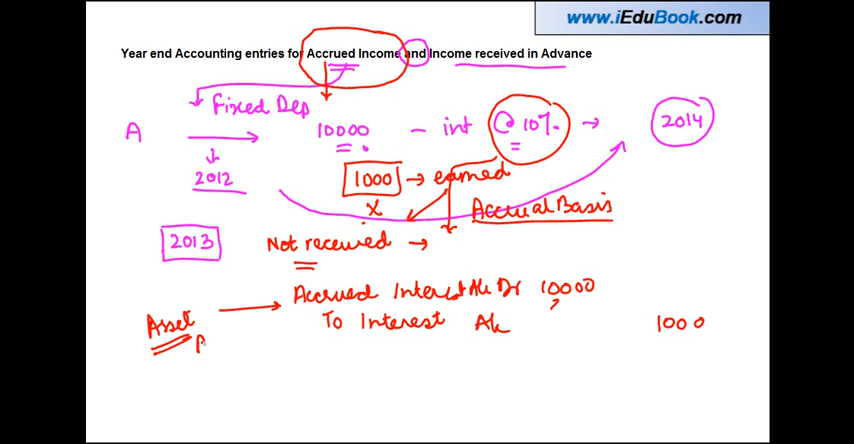 www.iEduBook.com
Year end Accounting entries for Accrued Income and Income received in Advance
Fixed Dep
A 10000 - int @ 10% → 2014
2012
1000 → earned
x
Accrual Basis
2013 Not received →
Accrued Interest A/c Dr 10000
Asset
To Interest A/c 1000